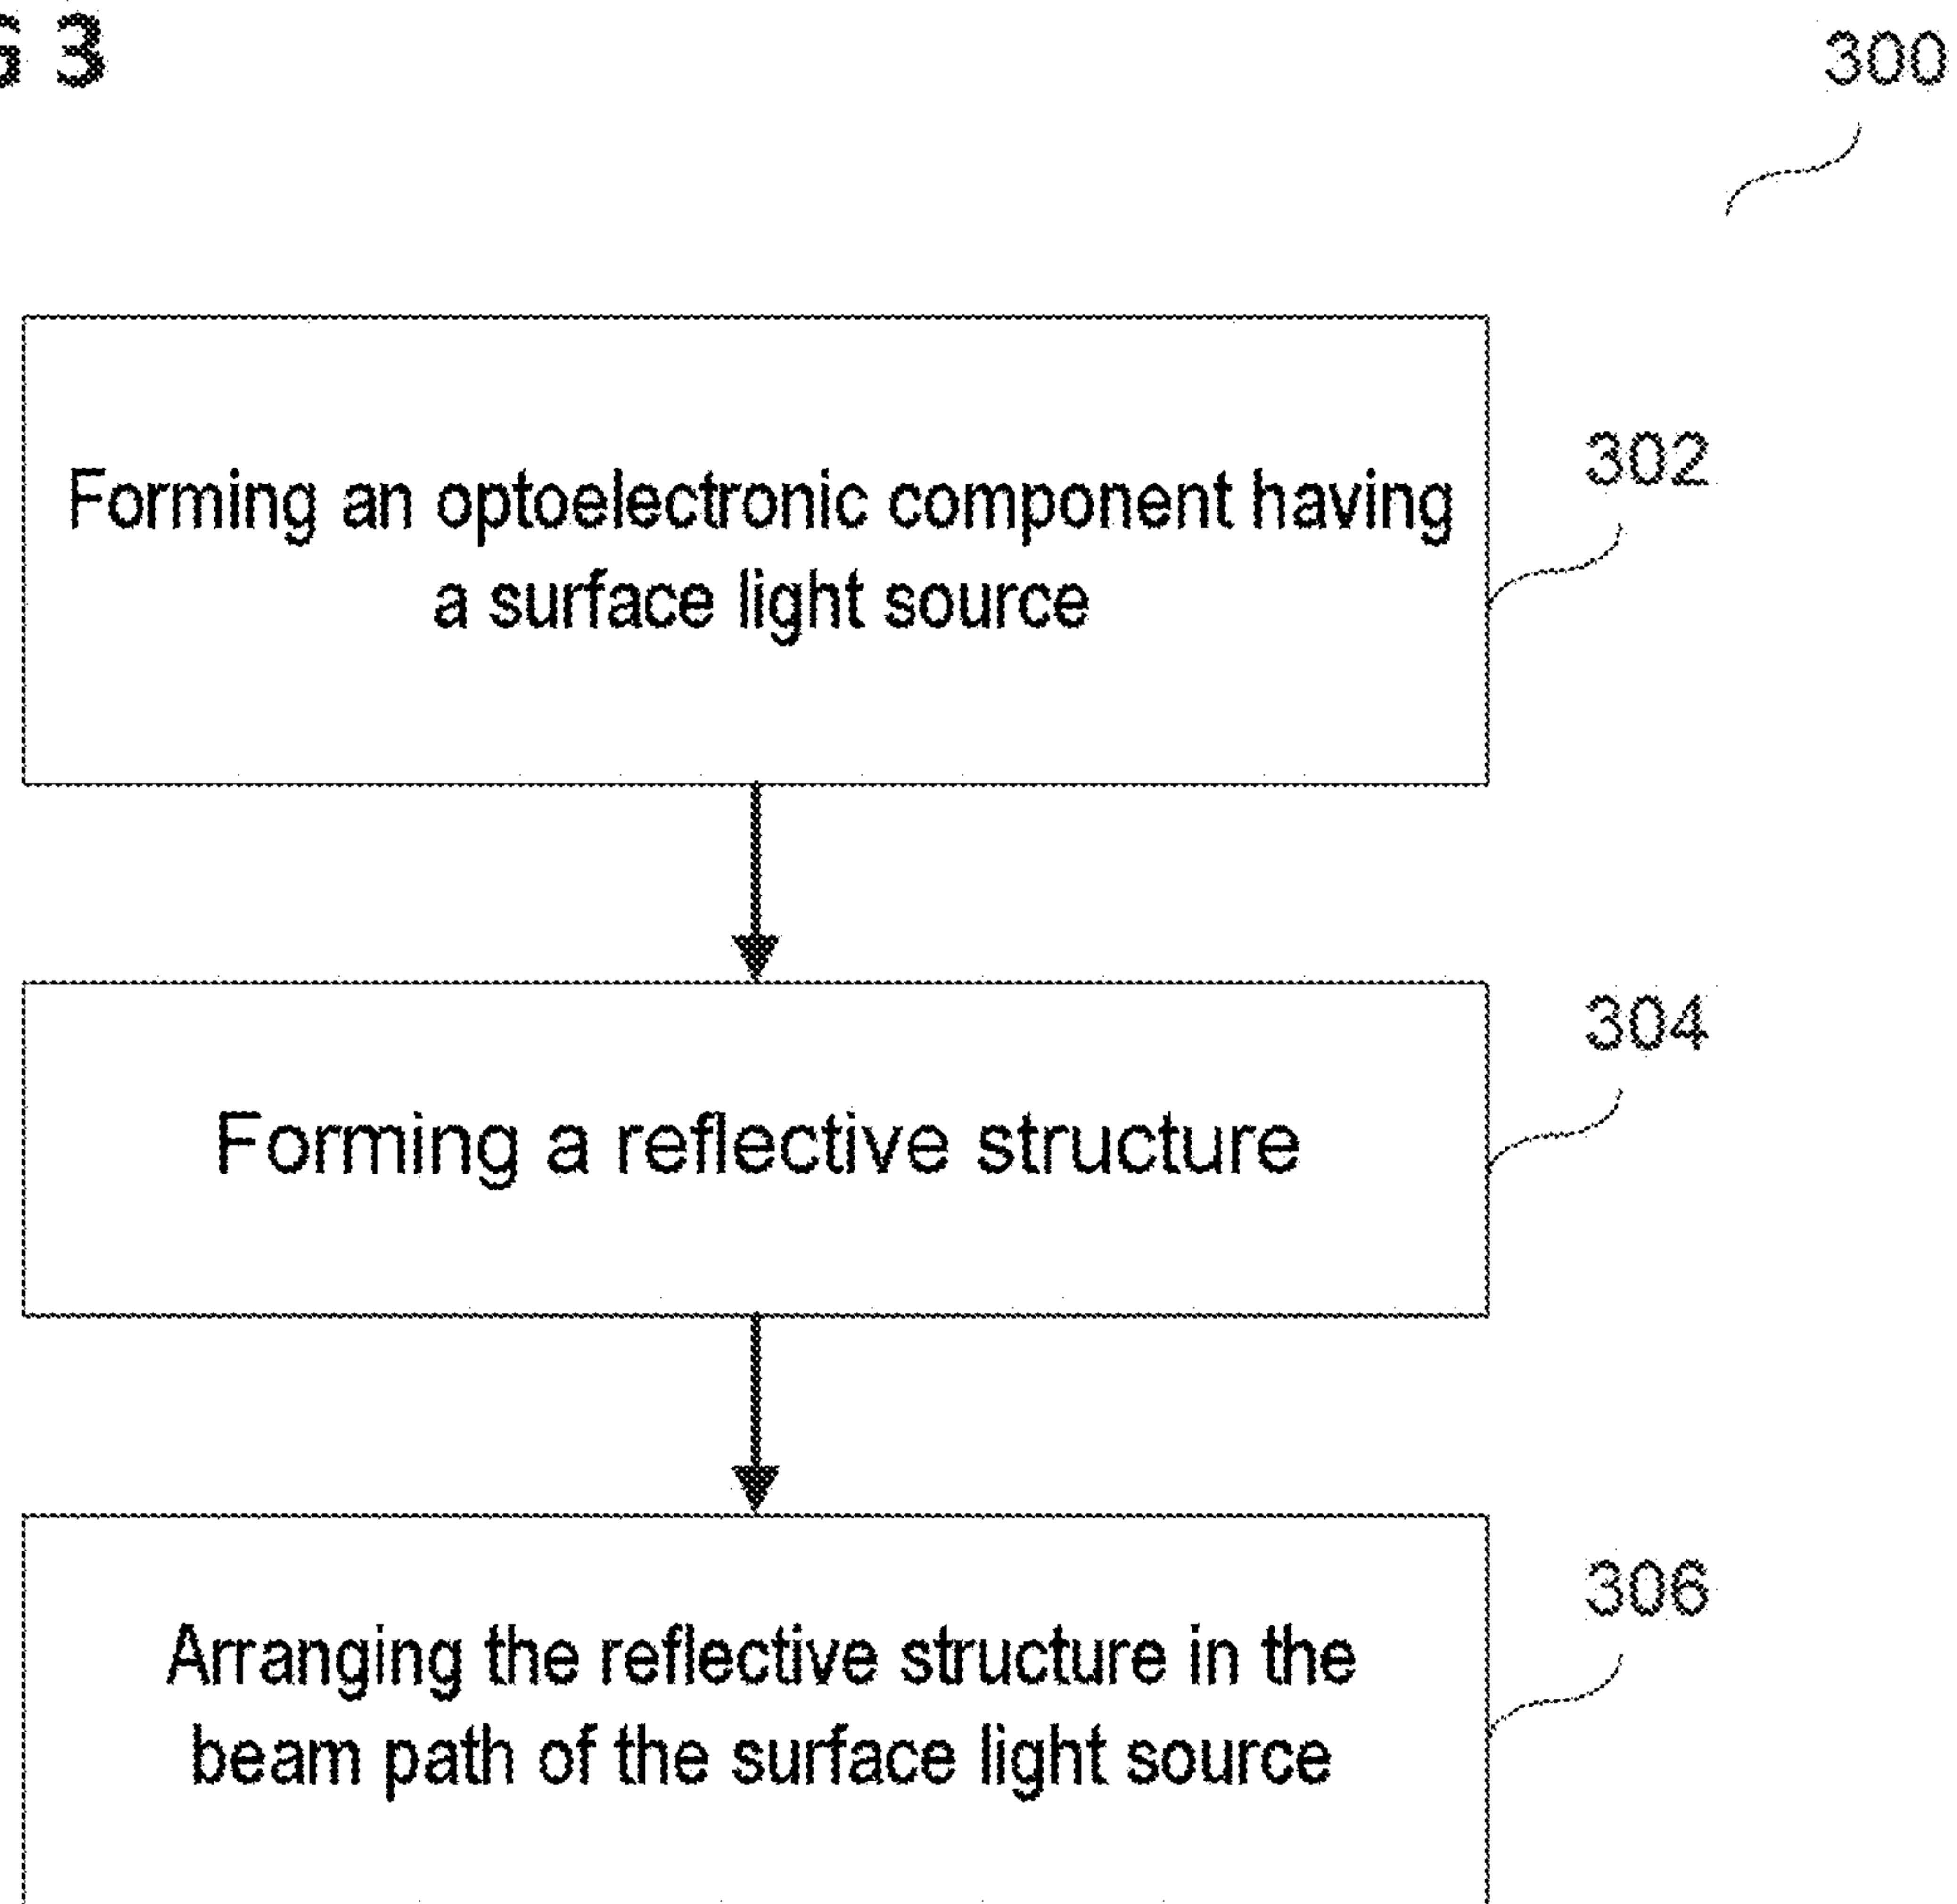 G 3
300
Forming an optoelectronic component having
a surface light source
302
Forming a reflective structure
304
Arranging the reflective structure in the
beam path of the surface light source
306